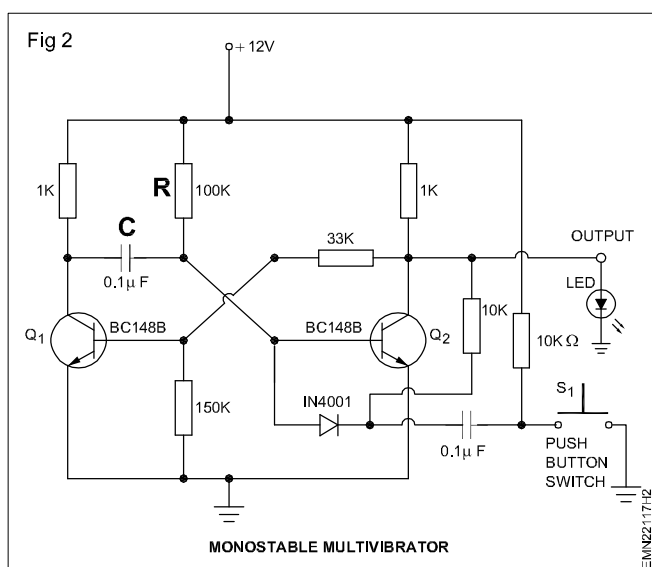 Fig 2
+ 12V
1K
R
100K
1K
C
33K
OUTPUT
0.1µ F
LED
Q1
BC148B
BC148B
Q2
10K
10K Ω
150K
IN4001
S1
0.1µ F
PUSH
BUTTON
SWITCH
MONOSTABLE MULTIVIBRATOR
EMN22117H2